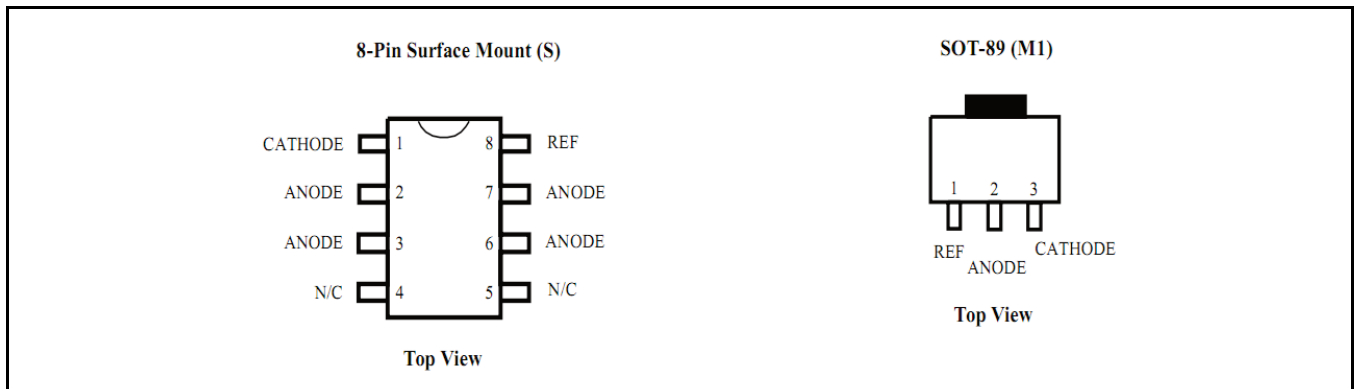 8-Pin Surface Mount (S)
CATHODE 1 8 REF
ANODE 2 7 ANODE
ANODE 3 6 ANODE
N/C 4 5 N/C
Top View
SOT-89 (M1)
1 2 3
REF ANODE CATHODE
Top View